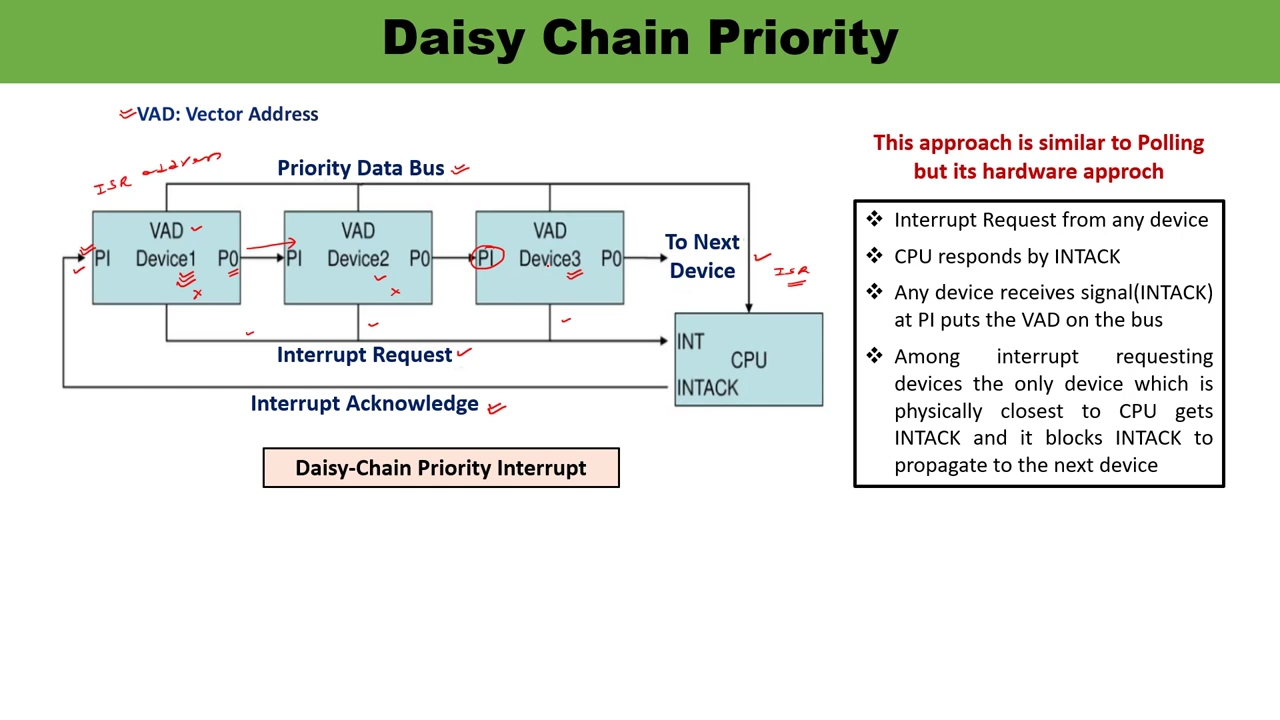 Daisy Chain Priority
VAD: Vector Address
ISR address
Priority Data Bus
VAD
PI Device1 P0
VAD
PI Device2 P0
VAD
PI Device3 P0
To Next
Device
ISR
Interrupt Request
INT
CPU
INTACK
Interrupt Acknowledge
Daisy-Chain Priority Interrupt
This approach is similar to Polling
but its hardware approch
❖ Interrupt Request from any device
❖ CPU responds by INTACK
❖ Any device receives signal(INTACK)
at PI puts the VAD on the bus
❖ Among interrupt requesting
devices the only device which is
physically closest to CPU gets
INTACK and it blocks INTACK to
propagate to the next device